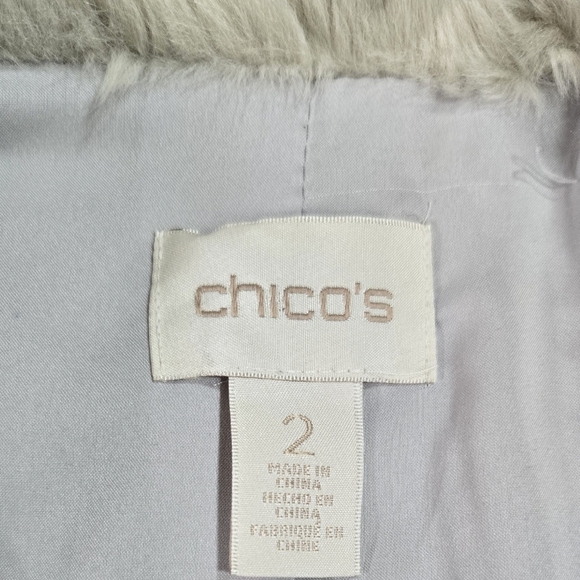 chico's
2
MADE IN
CHINA
HECHO EN
CHINA
FABRIQUÉ EN
CHINE